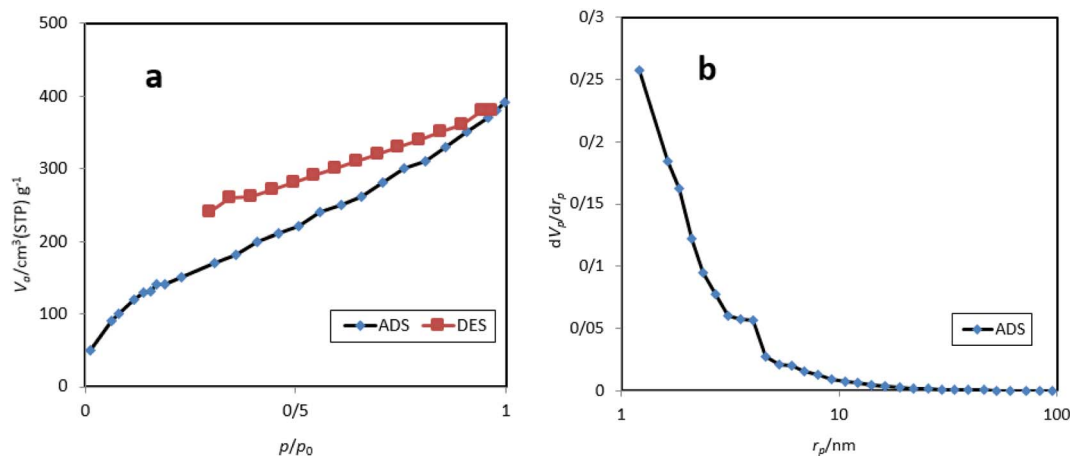 a
500
400
300
200
100
0
Vₐ/cm³(STP) g⁻¹
ADS DES
0 0/5 1
p/p₀
b
0/3
0/25
0/2
0/15
0/1
0/05
0
dVₚ/drₚ
ADS
1 10 100
rₚ/nm